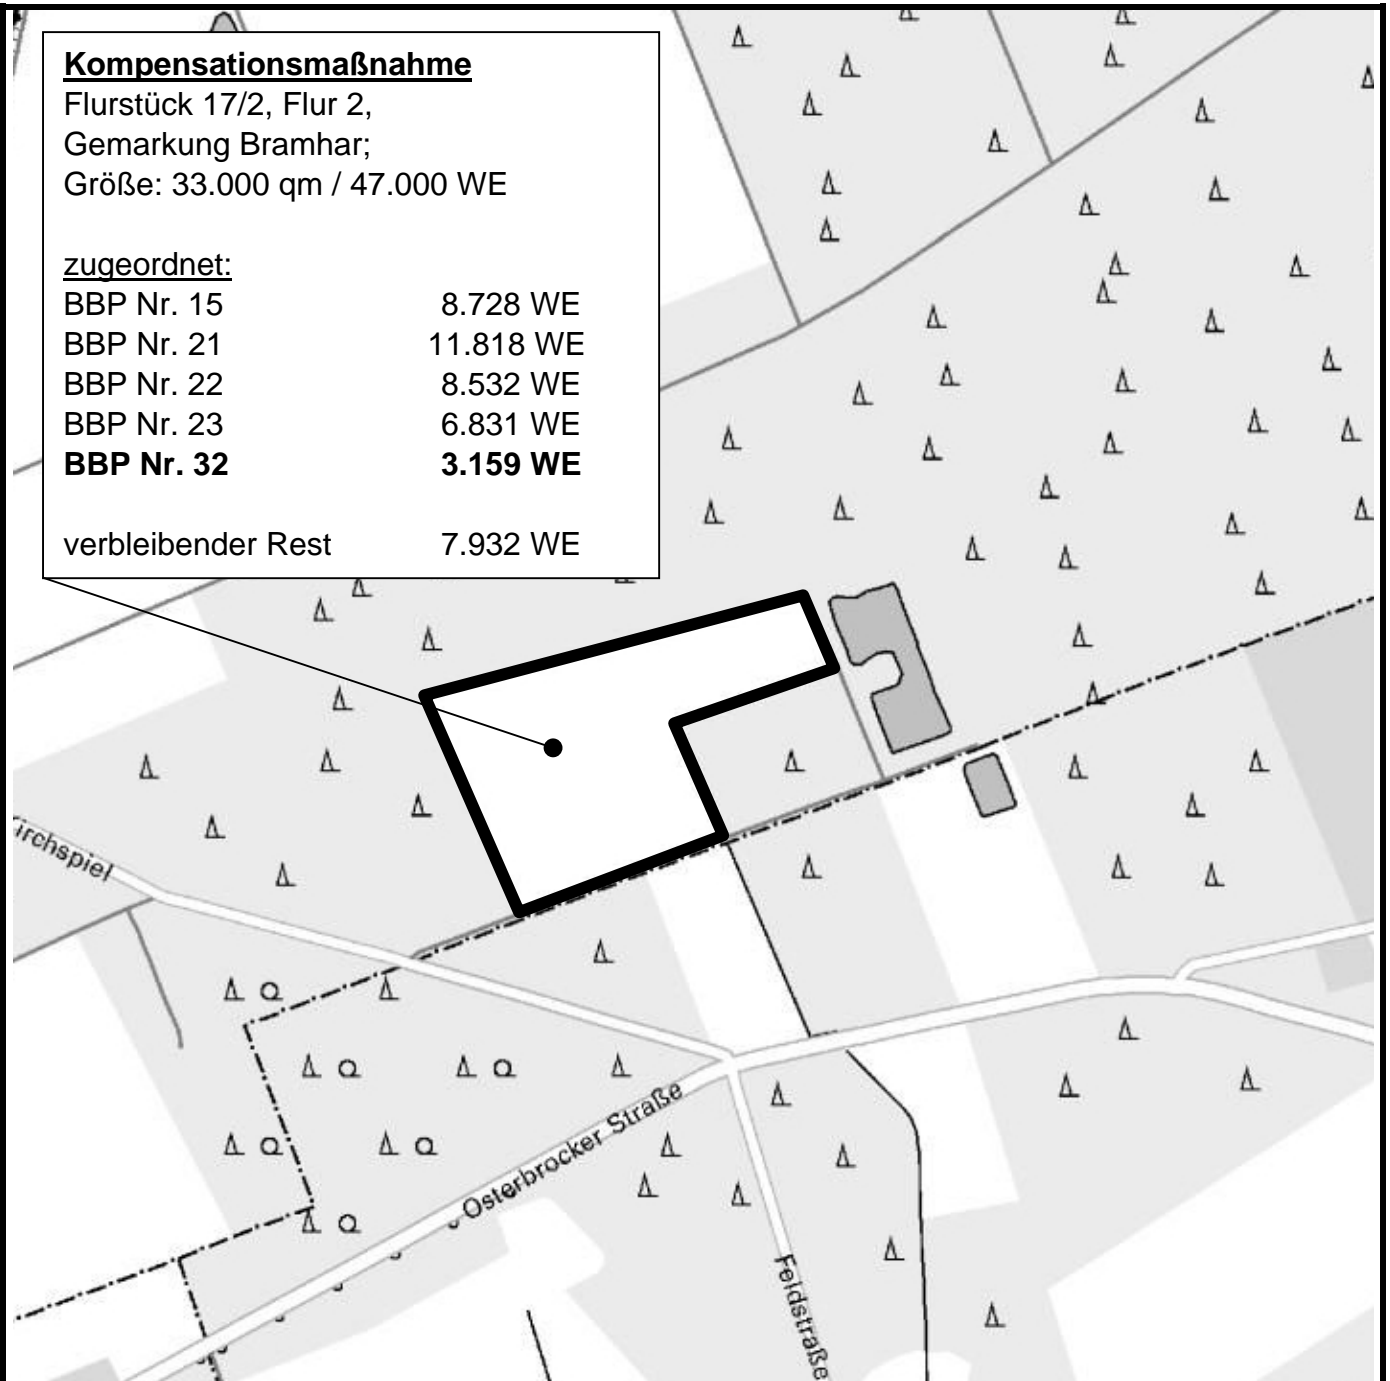 Kompensationsmaßnahme
Flurstück 17/2, Flur 2,
Gemarkung Bramhar;
Größe: 33.000 qm / 47.000 WE
zugeordnet:
BBP Nr. 15 8.728 WE
BBP Nr. 21 11.818 WE
BBP Nr. 22 8.532 WE
BBP Nr. 23 6.831 WE
BBP Nr. 32 3.159 WE
verbleibender Rest 7.932 WE
irchspiel
Osterbrocker Straße
Feldstraße